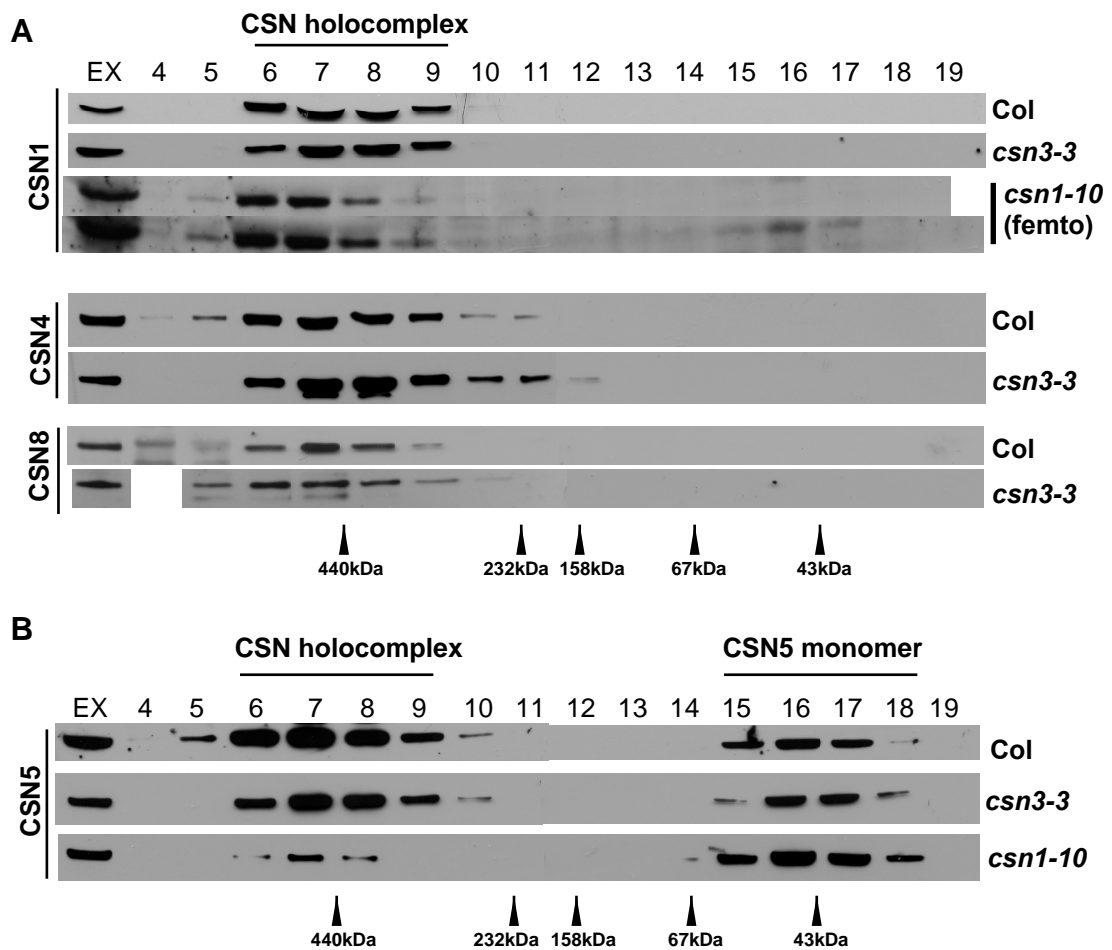 A
CSN holocomplex
EX 4 5 6 7 8 9 10 11 12 13 14 15 16 17 18 19
CSN1
Col
csn3-3
csn1-10
(femto)
CSN4
Col
csn3-3
CSN8
Col
csn3-3
440kDa 232kDa 158kDa 67kDa 43kDa
B
CSN holocomplex CSN5 monomer
EX 4 5 6 7 8 9 10 11 12 13 14 15 16 17 18 19
CSN5
Col
csn3-3
csn1-10
440kDa 232kDa 158kDa 67kDa 43kDa